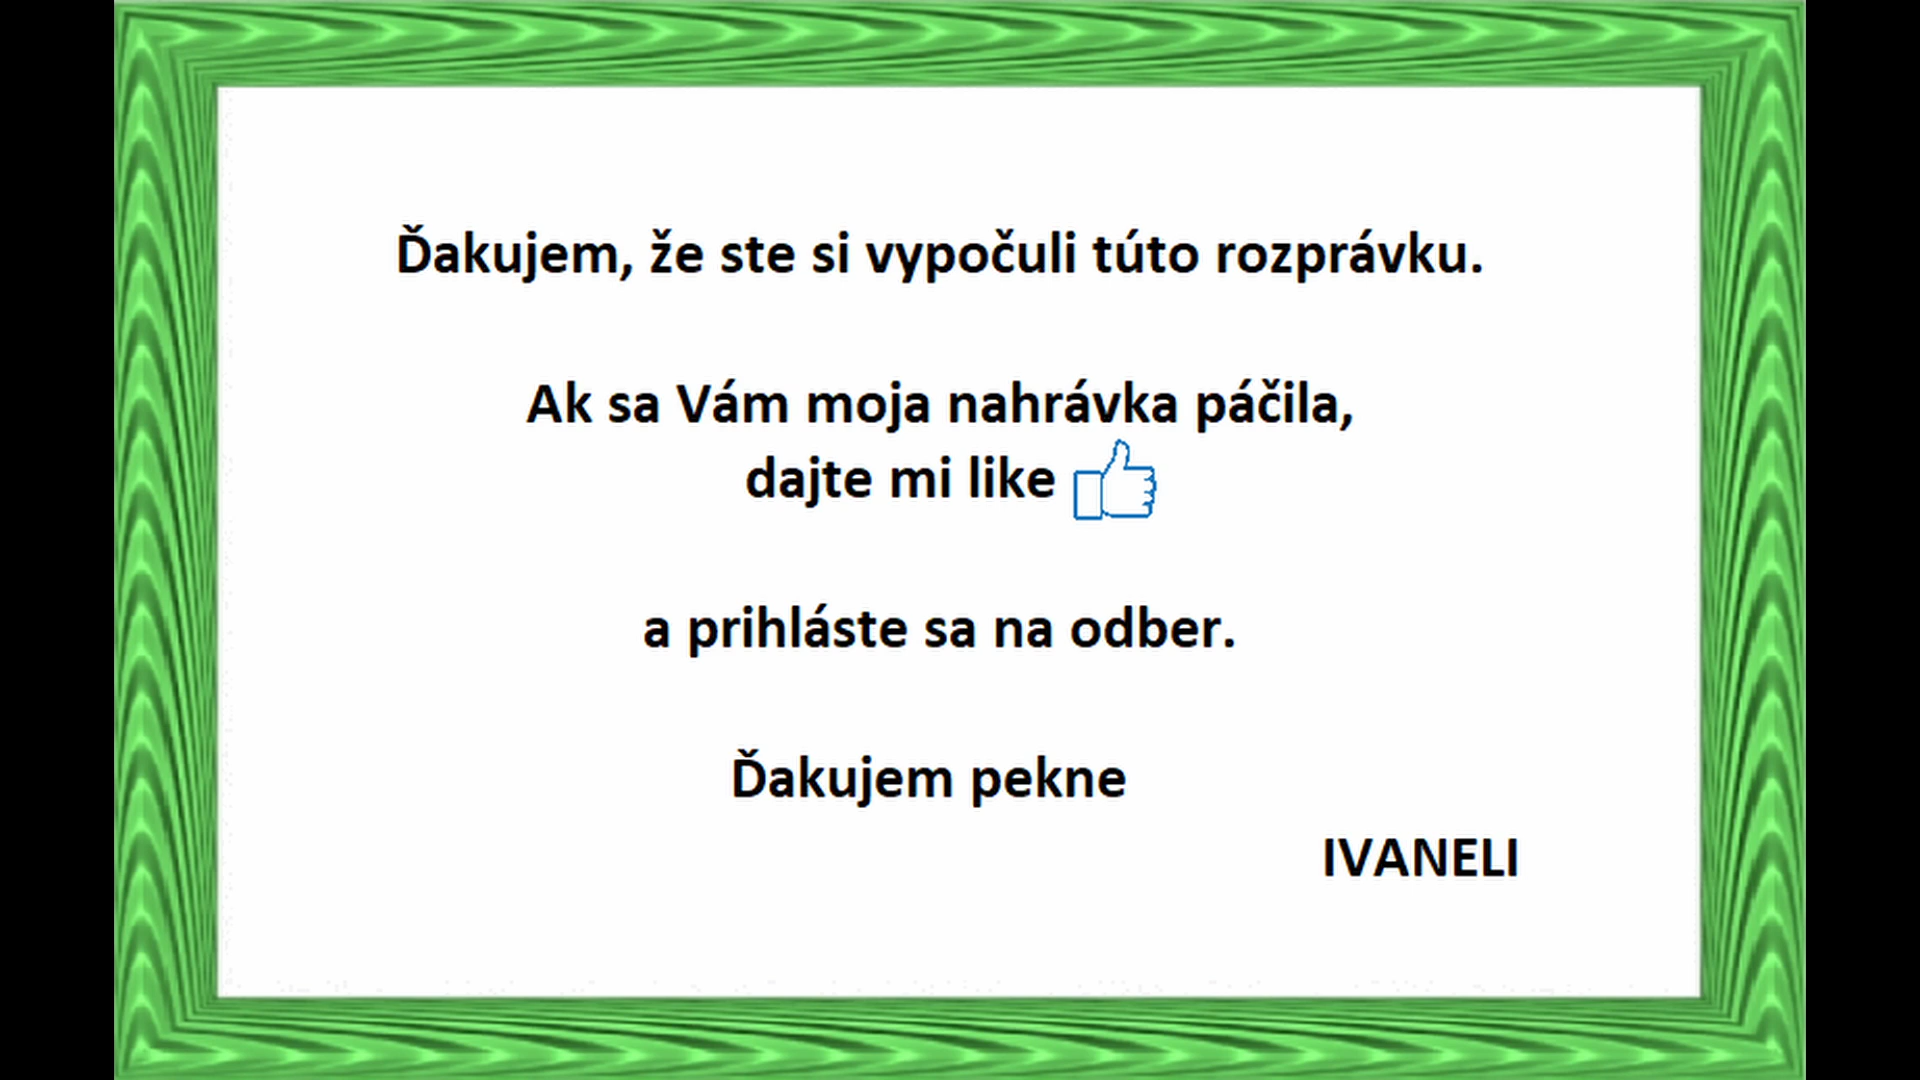 Ďakujem, že ste si vypočuli túto rozprávku.
Ak sa Vám moja nahrávka páčila,
dajte mi like
a prihláste sa na odber.
Ďakujem pekne
IVANELI